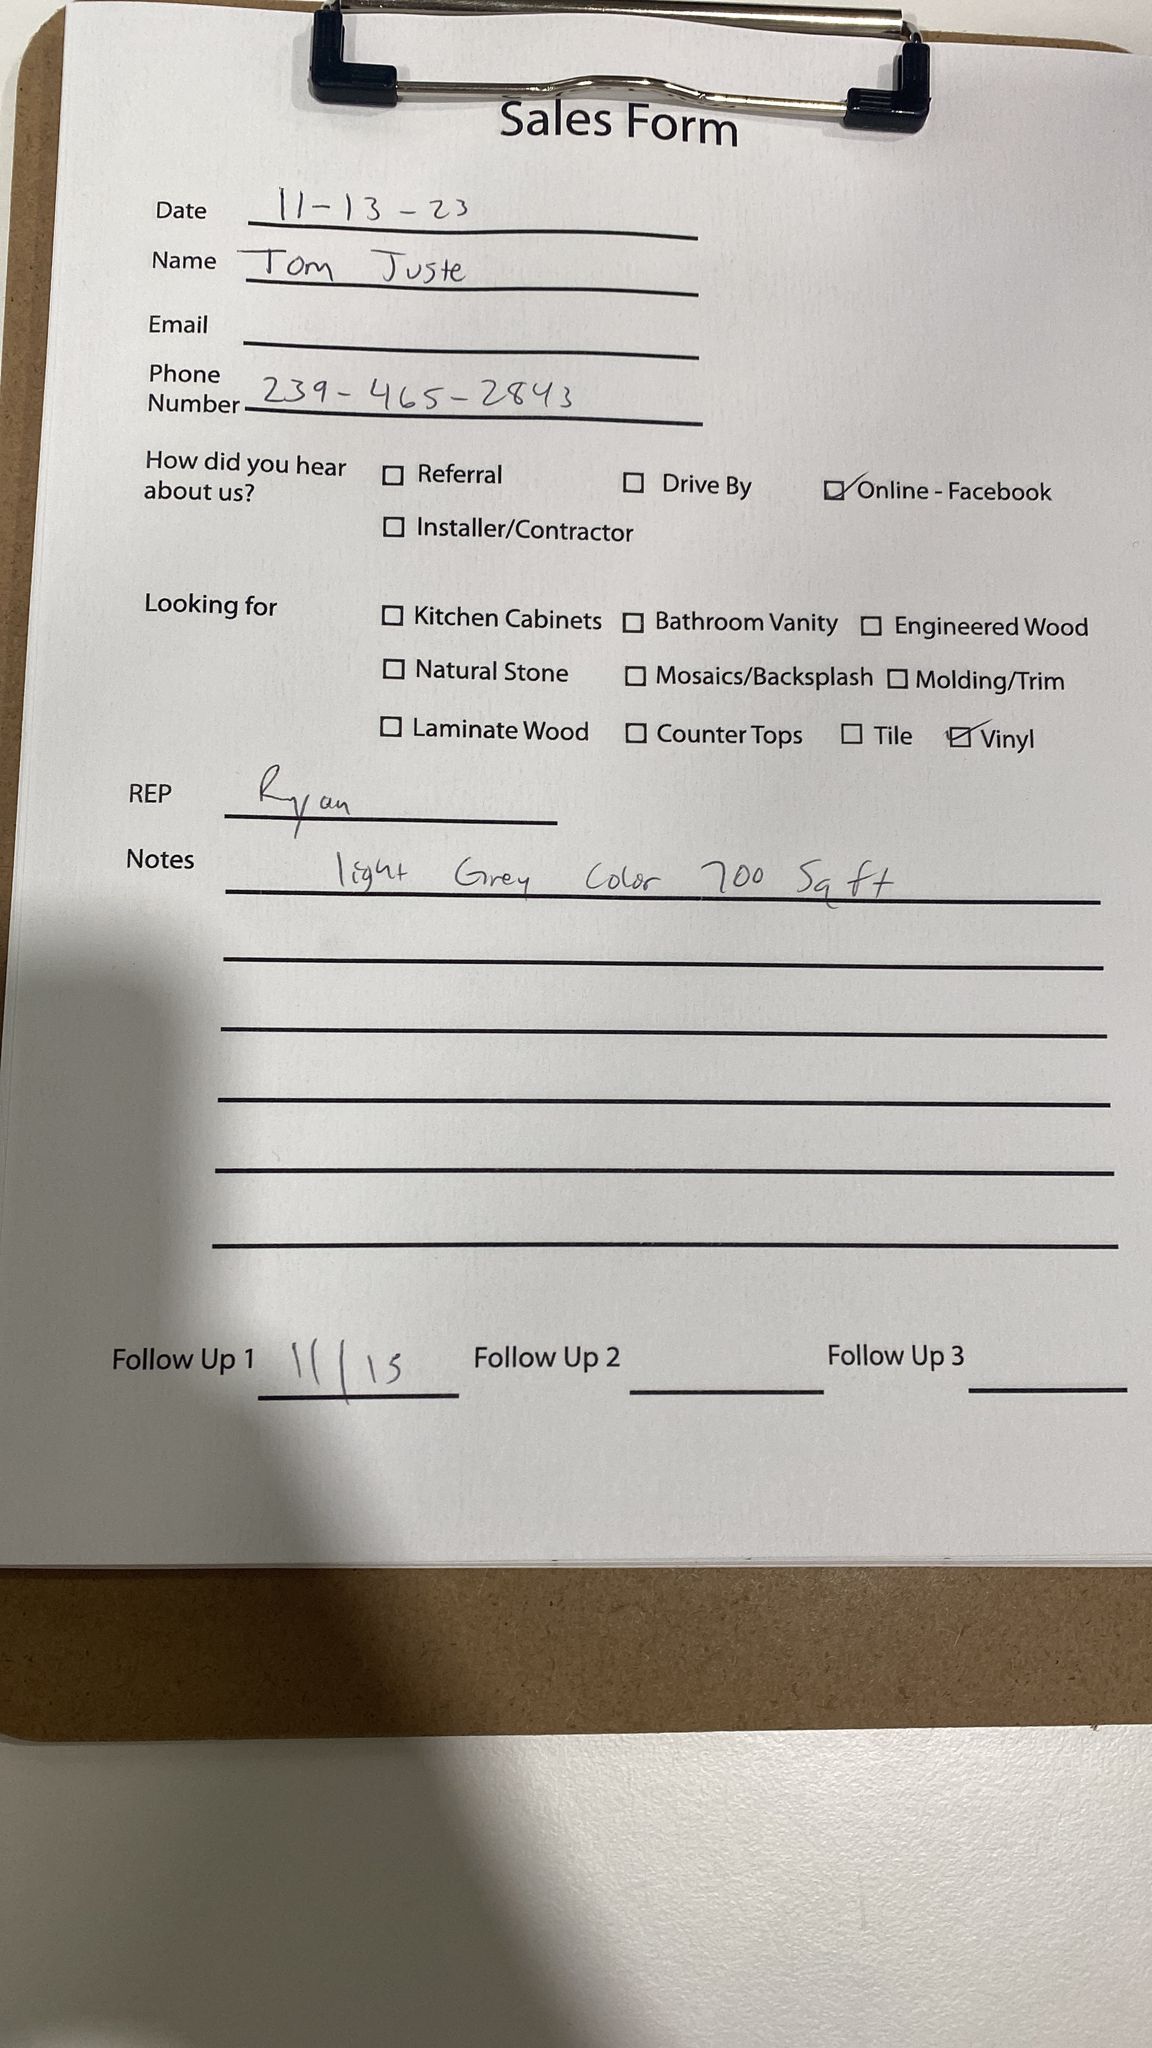 Sales Form
Date 11-13-23
Name Tom Juste
Email
Phone
Number 239-465-2843
How did you hear ☐ Referral ☐ Drive By ☑ Online - Facebook
about us?
☐ Installer/Contractor
Looking for ☐ Kitchen Cabinets ☐ Bathroom Vanity ☐ Engineered Wood
☐ Natural Stone ☐ Mosaics/Backsplash ☐ Molding/Trim
☐ Laminate Wood ☐ Counter Tops ☐ Tile ☑ Vinyl
REP Ryan
Notes light Grey Color 700 Sq ft
Follow Up 1 11/15 Follow Up 2 Follow Up 3